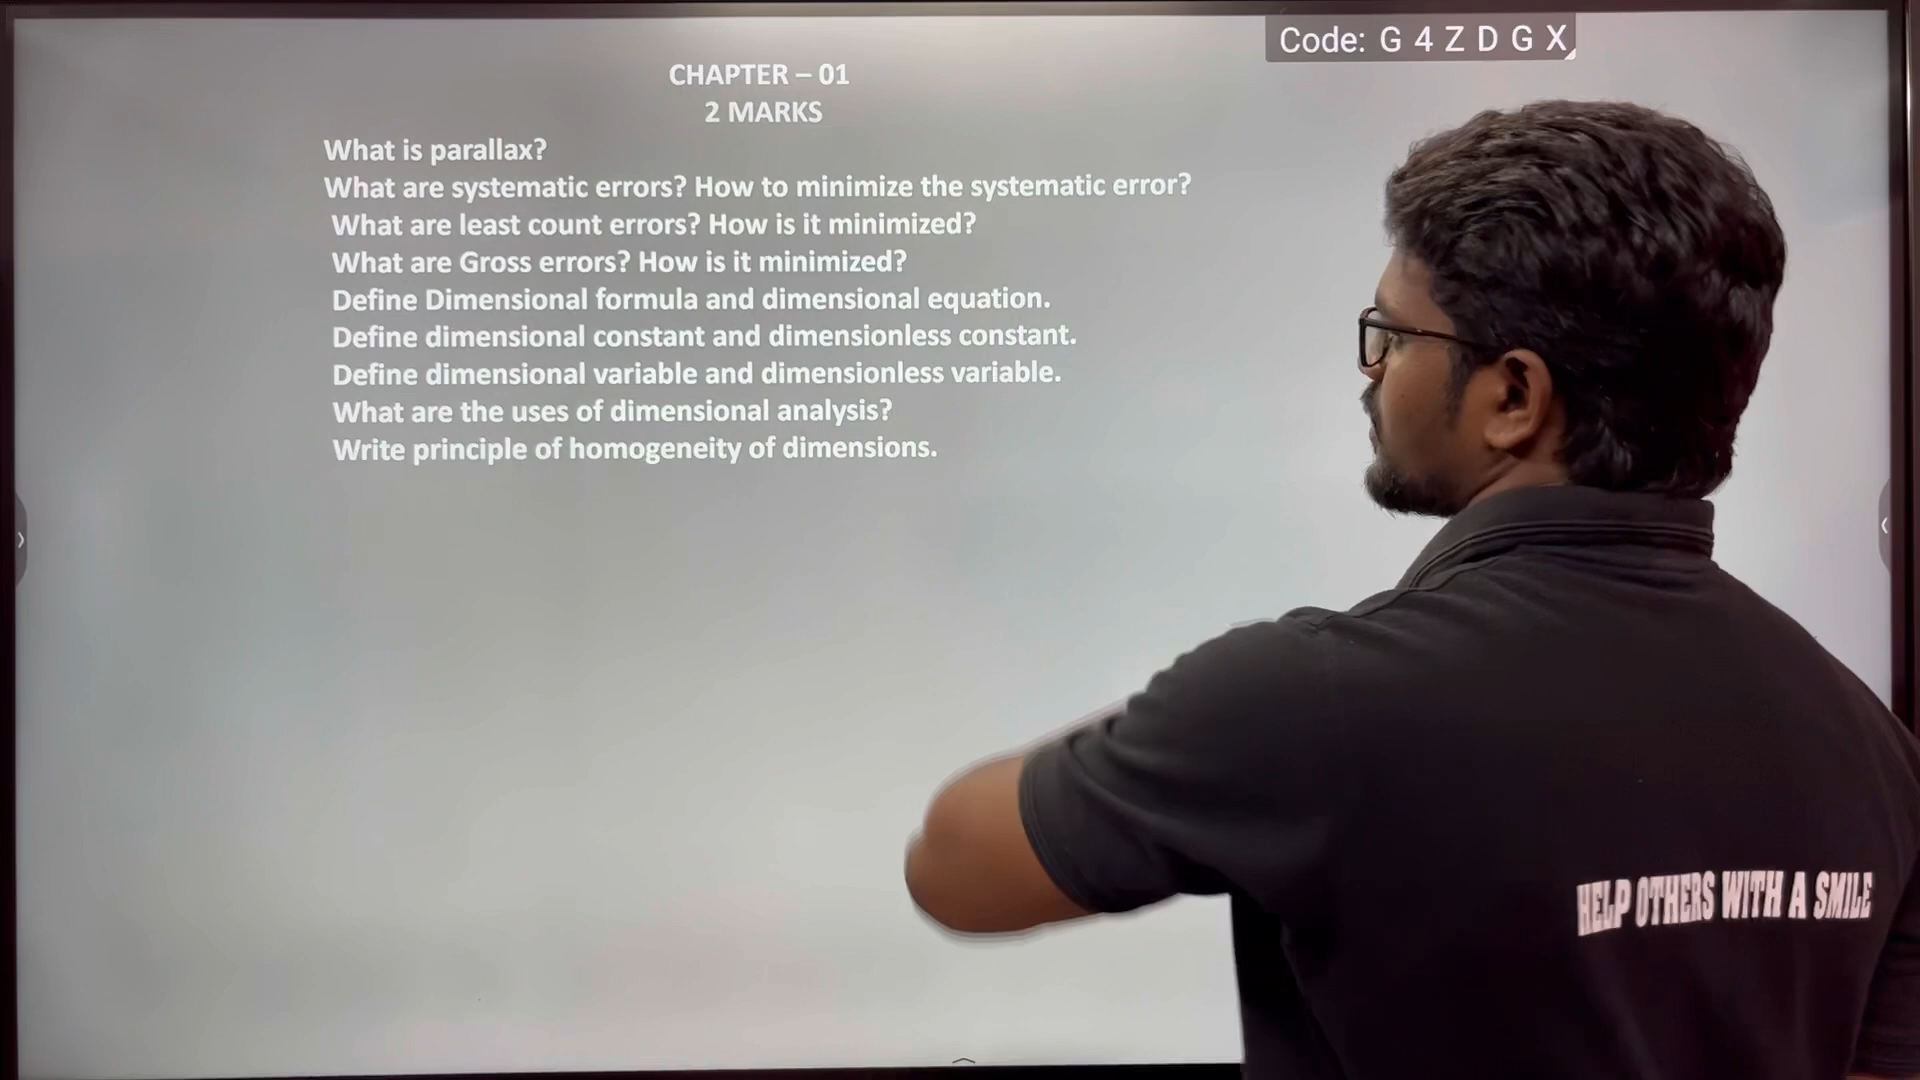 Code: G 4 Z D G X
CHAPTER – 01
2 MARKS
What is parallax?
What are systematic errors? How to minimize the systematic error?
What are least count errors? How is it minimized?
What are Gross errors? How is it minimized?
Define Dimensional formula and dimensional equation.
Define dimensional constant and dimensionless constant.
Define dimensional variable and dimensionless variable.
What are the uses of dimensional analysis?
Write principle of homogeneity of dimensions.
HELP OTHERS WITH A SMILE